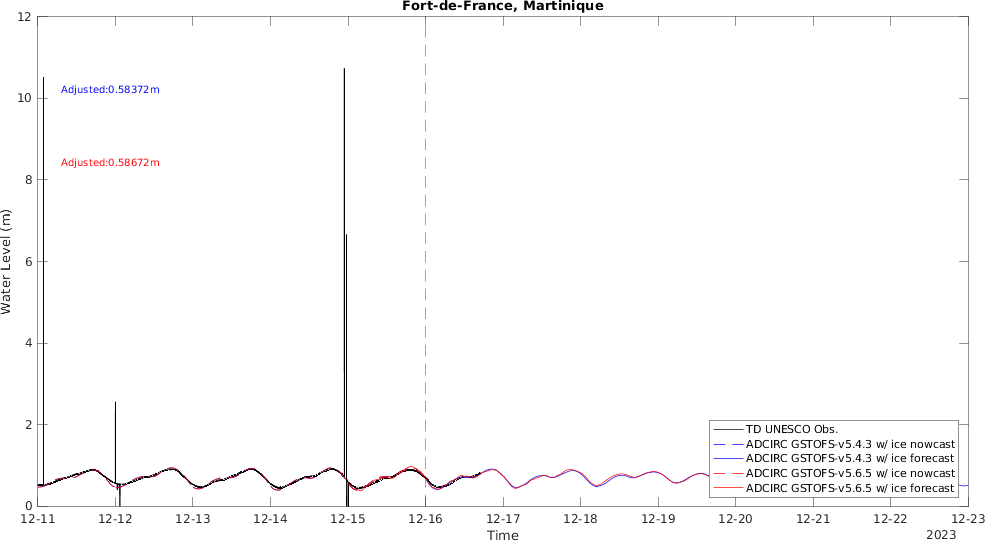 Fort-de-France, Martinique
12
10
8
6
4
2
0
Water Level (m)
Adjusted:0.58372m
Adjusted:0.58672m
TD UNESCO Obs.
ADCIRC GSTOFS-v5.4.3 w/ ice nowcast
ADCIRC GSTOFS-v5.4.3 w/ ice forecast
ADCIRC GSTOFS-v5.6.5 w/ ice nowcast
ADCIRC GSTOFS-v5.6.5 w/ ice forecast
12-11 12-12 12-13 12-14 12-15 12-16 12-17 12-18 12-19 12-20 12-21 12-22 12-23
Time
2023